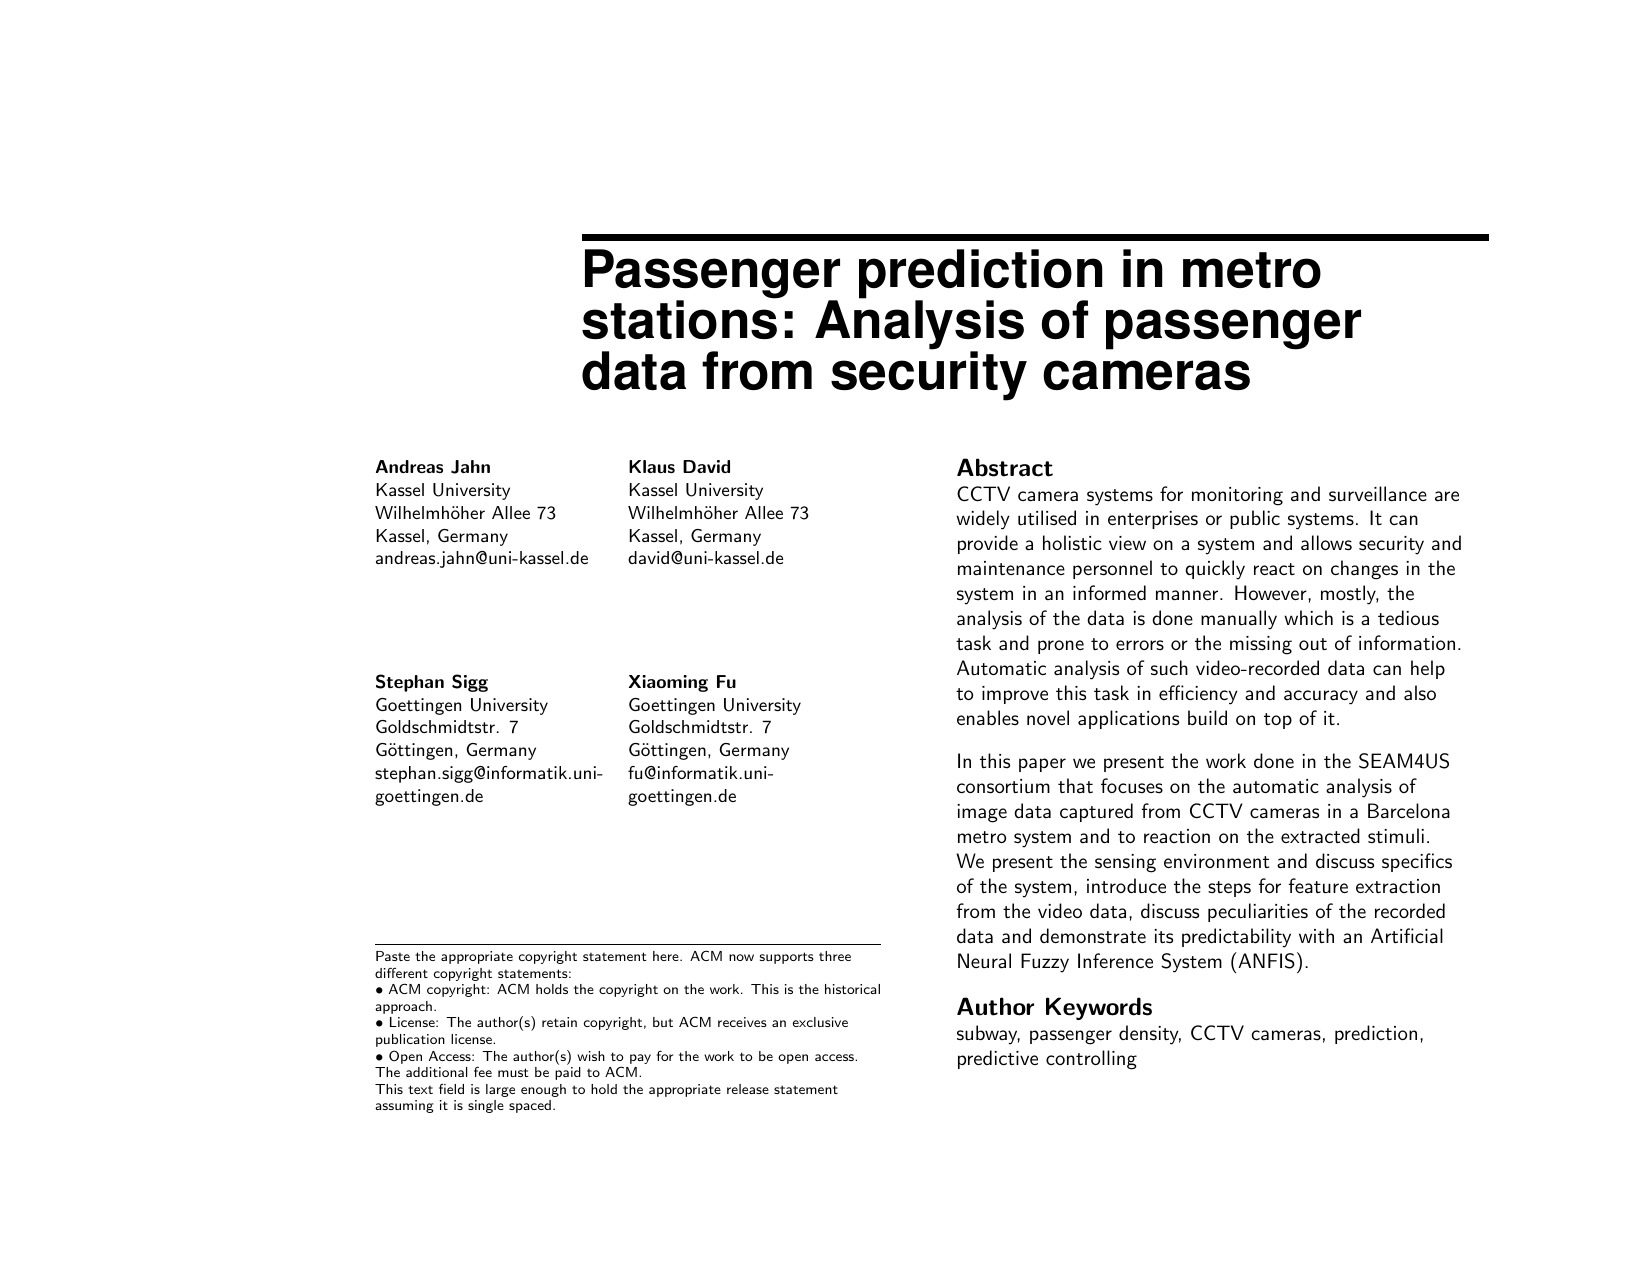 Passenger prediction in metro
stations: Analysis of passenger
data from security cameras
Andreas Jahn
Kassel University
Wilhelmhöher Allee 73
Kassel, Germany
andreas.jahn@uni-kassel.de
Klaus David
Kassel University
Wilhelmhöher Allee 73
Kassel, Germany
david@uni-kassel.de
Stephan Sigg
Goettingen University
Goldschmidtstr. 7
Göttingen, Germany
stephan.sigg@informatik.uni-
goettingen.de
Xiaoming Fu
Goettingen University
Goldschmidtstr. 7
Göttingen, Germany
fu@informatik.uni-
goettingen.de
Paste the appropriate copyright statement here. ACM now supports three
different copyright statements:
• ACM copyright: ACM holds the copyright on the work. This is the historical
approach.
• License: The author(s) retain copyright, but ACM receives an exclusive
publication license.
• Open Access: The author(s) wish to pay for the work to be open access.
The additional fee must be paid to ACM.
This text field is large enough to hold the appropriate release statement
assuming it is single spaced.
Abstract
CCTV camera systems for monitoring and surveillance are
widely utilised in enterprises or public systems. It can
provide a holistic view on a system and allows security and
maintenance personnel to quickly react on changes in the
system in an informed manner. However, mostly, the
analysis of the data is done manually which is a tedious
task and prone to errors or the missing out of information.
Automatic analysis of such video-recorded data can help
to improve this task in efficiency and accuracy and also
enables novel applications build on top of it.
In this paper we present the work done in the SEAM4US
consortium that focuses on the automatic analysis of
image data captured from CCTV cameras in a Barcelona
metro system and to reaction on the extracted stimuli.
We present the sensing environment and discuss specifics
of the system, introduce the steps for feature extraction
from the video data, discuss peculiarities of the recorded
data and demonstrate its predictability with an Artificial
Neural Fuzzy Inference System (ANFIS).
Author Keywords
subway, passenger density, CCTV cameras, prediction,
predictive controlling